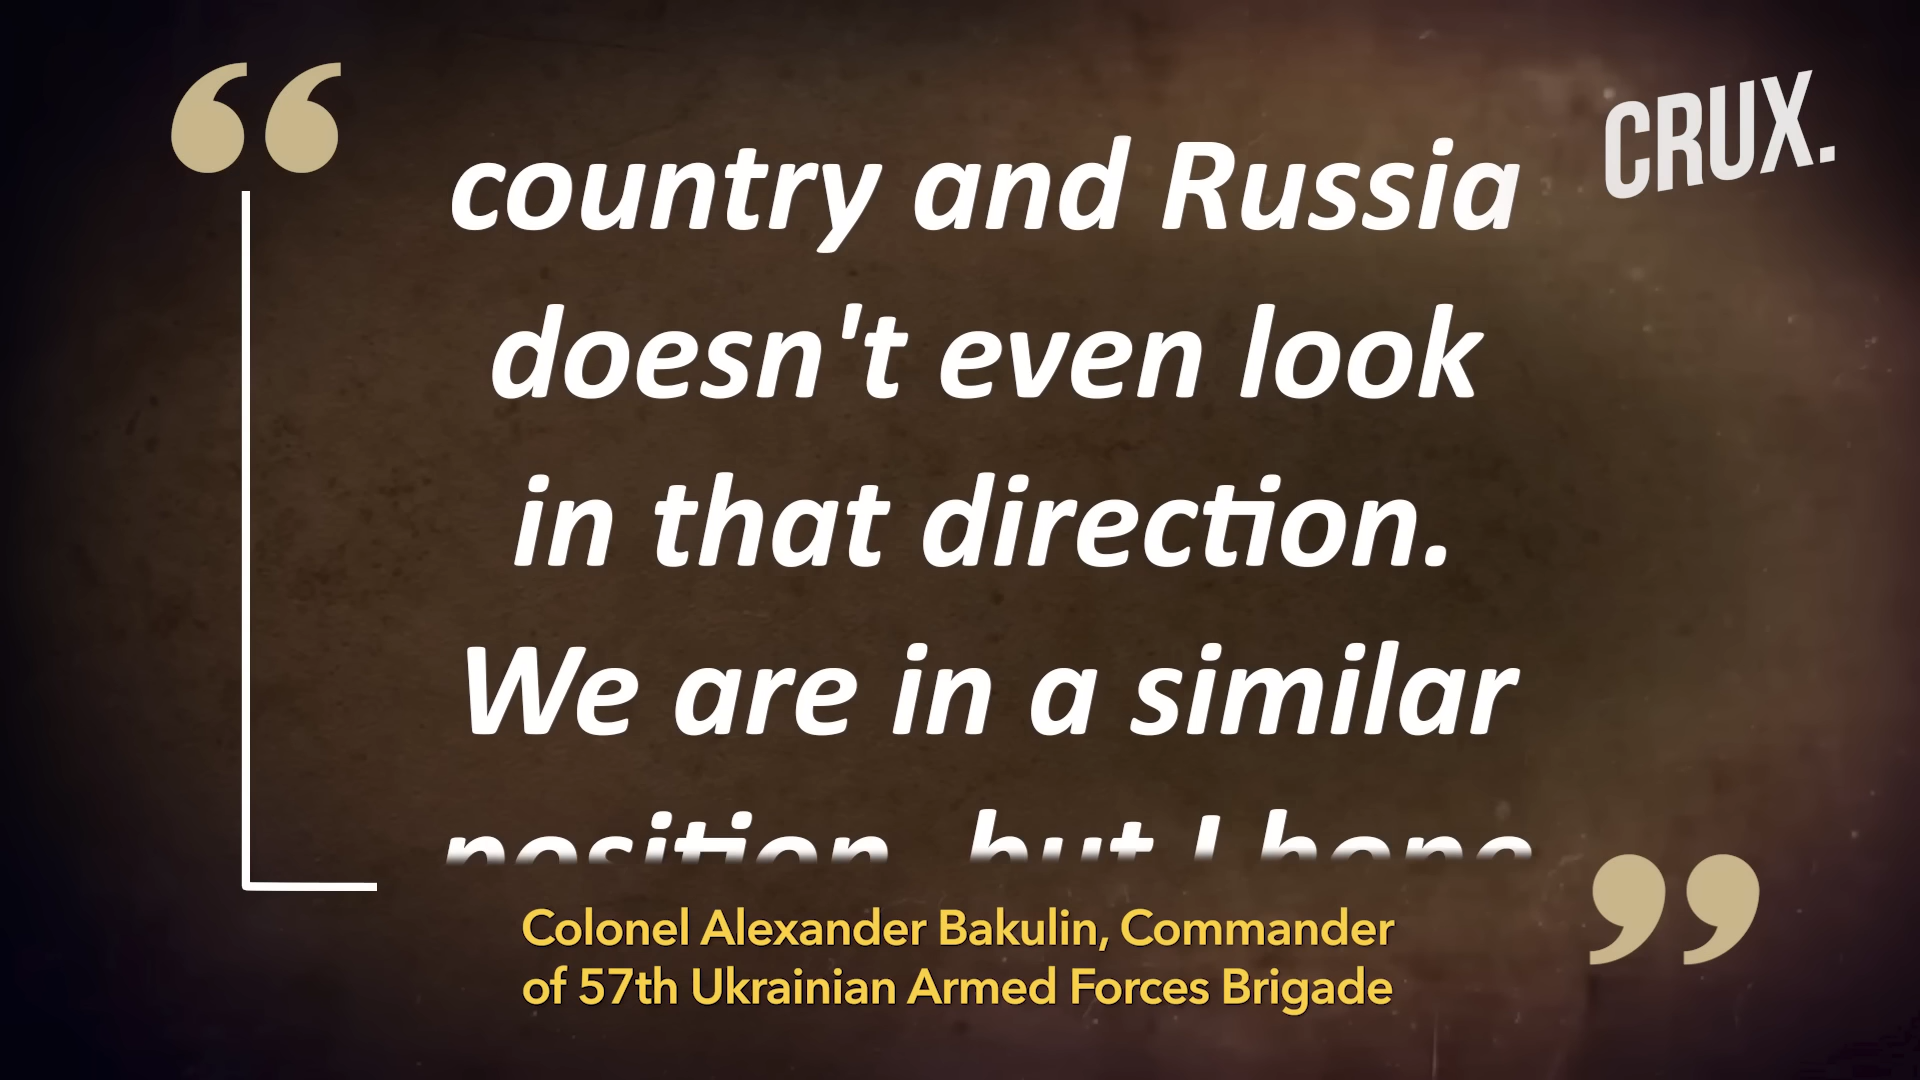 CRUX.
country and Russia
doesn't even look
in that direction.
We are in a similar
position, but I hope
Colonel Alexander Bakulin, Commander
of 57th Ukrainian Armed Forces Brigade